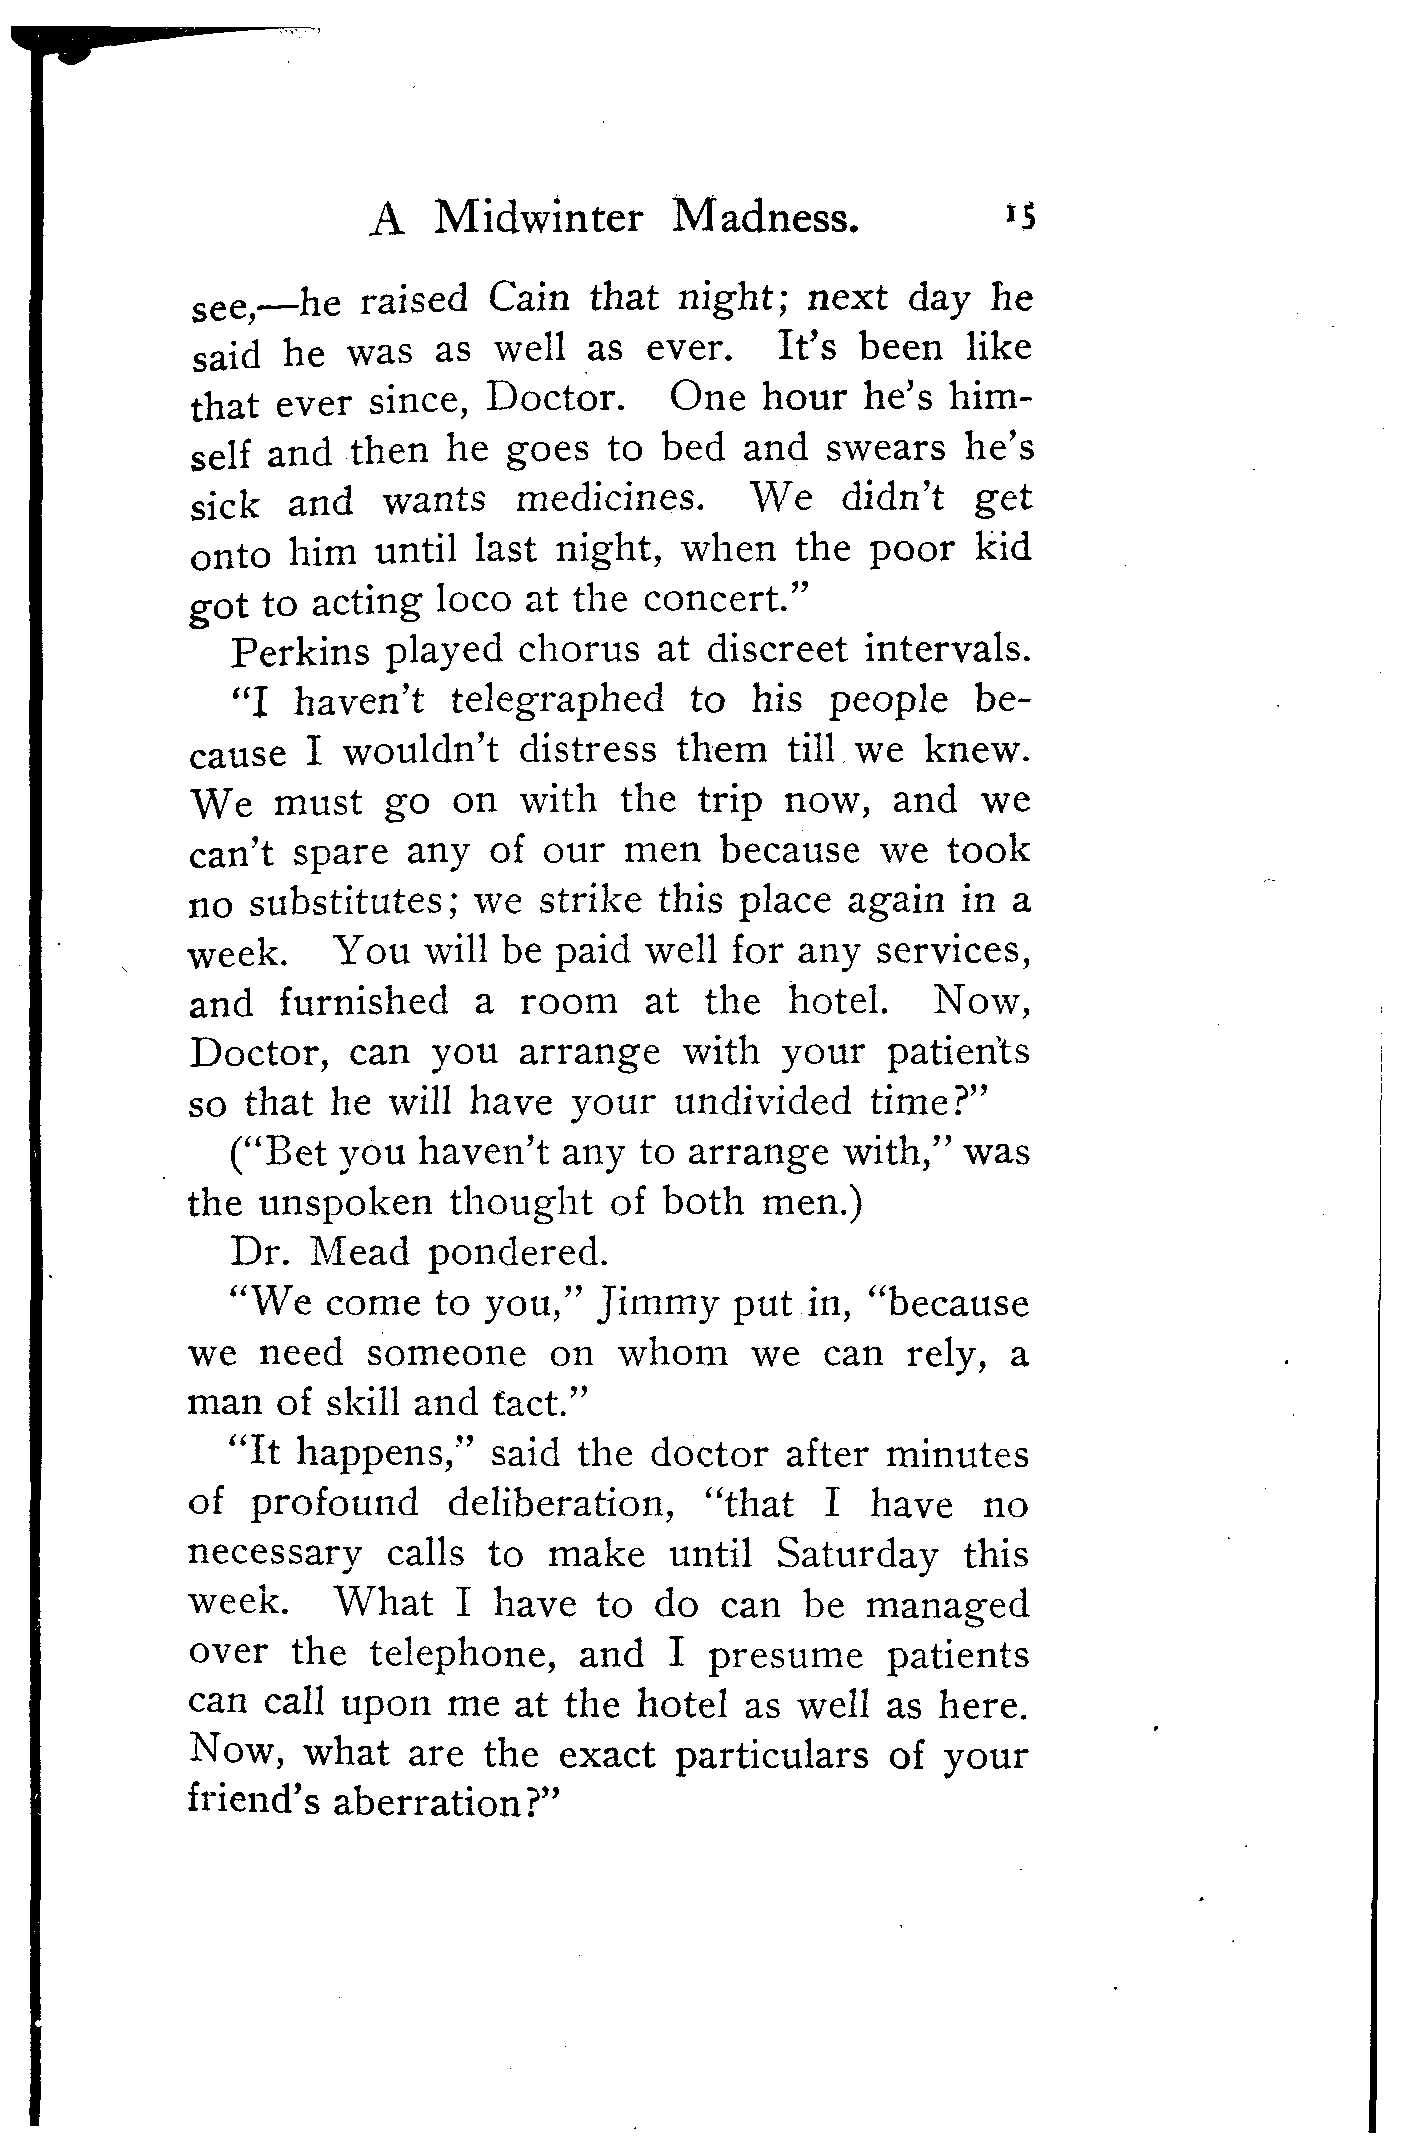 A Midwinter Madness. 15
see,—he raised Cain that night; next day he
said he was as well as ever. It's been like
that ever since, Doctor. One hour he's him-
self and then he goes to bed and swears he's
sick and wants medicines. We didn't get
onto him until last night, when the poor kid
got to acting loco at the concert."
Perkins played chorus at discreet intervals.
"I haven't telegraphed to his people be-
cause I wouldn't distress them till we knew.
We must go on with the trip now, and we
can't spare any of our men because we took
no substitutes; we strike this place again in a
week. You will be paid well for any services,
and furnished a room at the hotel. Now,
Doctor, can you arrange with your patients
so that he will have your undivided time?"
("Bet you haven't any to arrange with," was
the unspoken thought of both men.)
Dr. Mead pondered.
"We come to you," Jimmy put in, "because
we need someone on whom we can rely, a
man of skill and tact."
"It happens," said the doctor after minutes
of profound deliberation, "that I have no
necessary calls to make until Saturday this
week. What I have to do can be managed
over the telephone, and I presume patients
can call upon me at the hotel as well as here.
Now, what are the exact particulars of your
friend's aberration?"